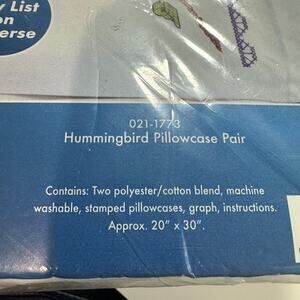 y List
on
erse
021-1773
Hummingbird Pillowcase Pair
Contains: Two polyester/cotton blend, machine
washable, stamped pillowcases, graph, instructions.
Approx. 20" x 30".